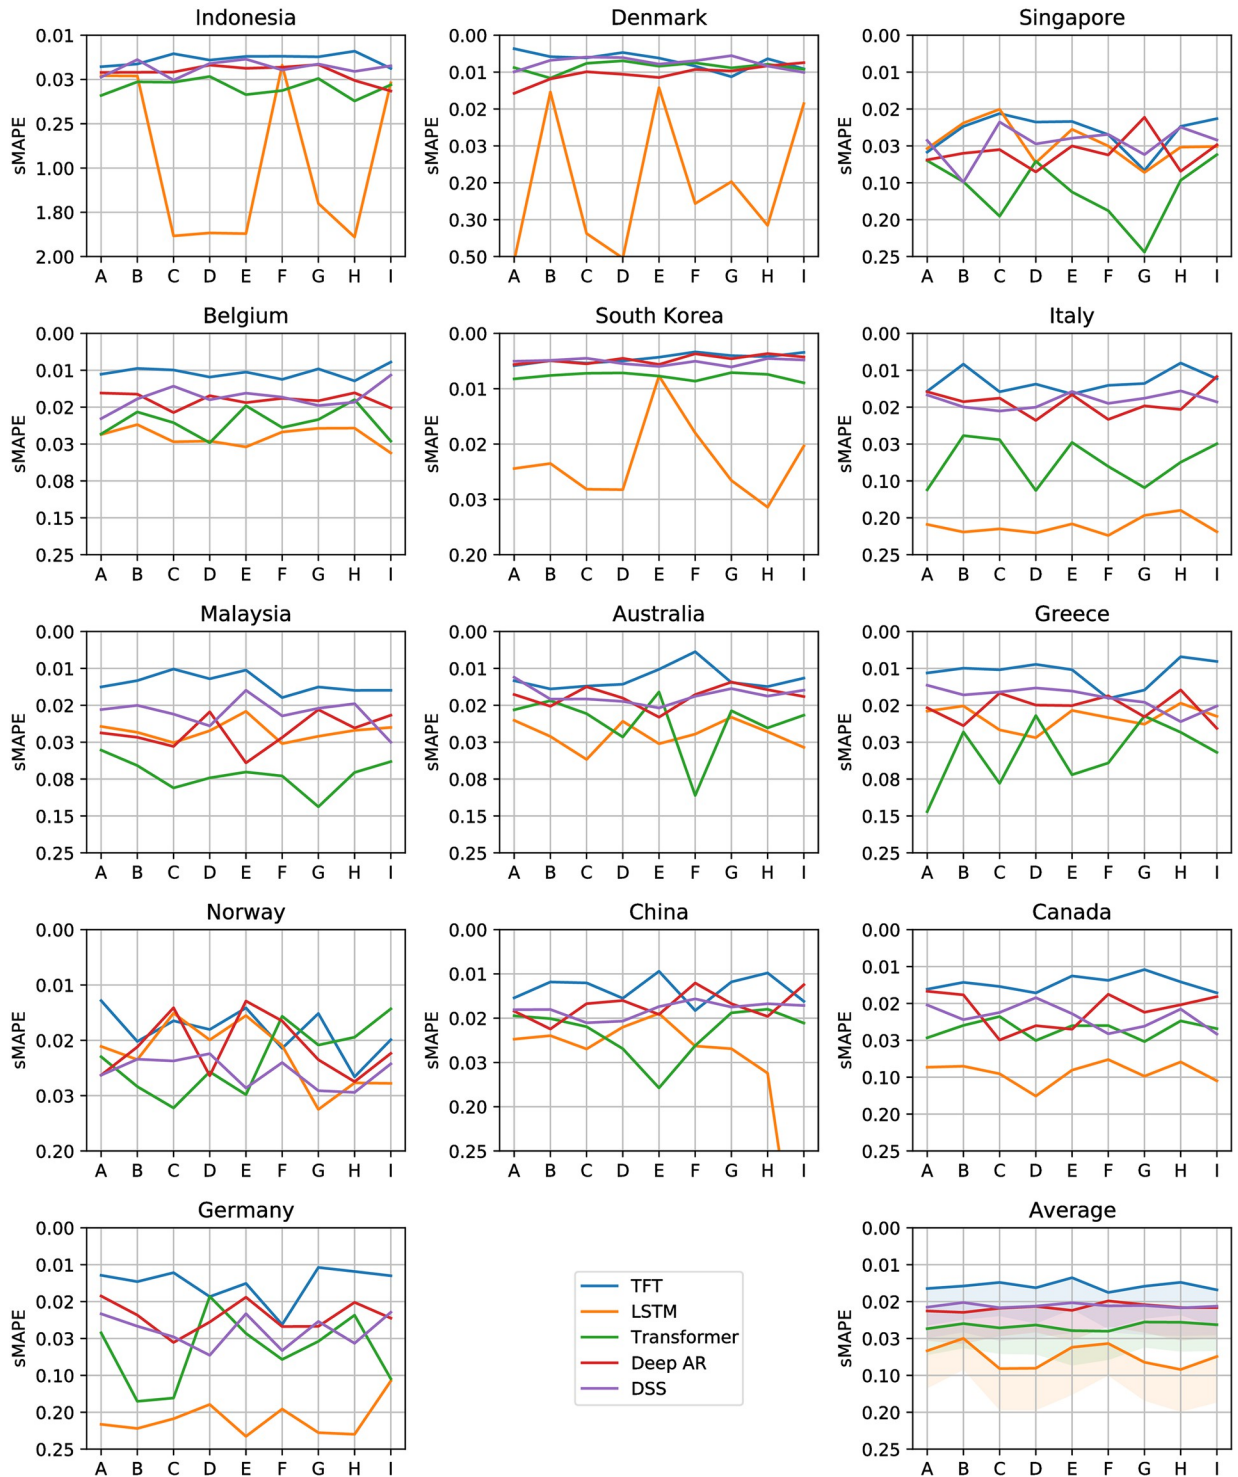 Indonesia
sMAPE
0.01
0.03
0.25
1.00
1.80
2.00
A B C D E F G H I
Denmark
sMAPE
0.00
0.01
0.02
0.03
0.20
0.30
0.50
A B C D E F G H I
Singapore
sMAPE
0.00
0.01
0.02
0.03
0.10
0.20
0.25
A B C D E F G H I
Belgium
sMAPE
0.00
0.01
0.02
0.03
0.08
0.15
0.25
A B C D E F G H I
South Korea
sMAPE
0.00
0.01
0.02
0.03
0.20
A B C D E F G H I
Italy
sMAPE
0.00
0.01
0.02
0.03
0.10
0.20
0.25
A B C D E F G H I
Malaysia
sMAPE
0.00
0.01
0.02
0.03
0.08
0.15
0.25
A B C D E F G H I
Australia
sMAPE
0.00
0.01
0.02
0.03
0.08
0.15
0.25
A B C D E F G H I
Greece
sMAPE
0.00
0.01
0.02
0.03
0.08
0.15
0.25
A B C D E F G H I
Norway
sMAPE
0.00
0.01
0.02
0.03
0.20
A B C D E F G H I
China
sMAPE
0.00
0.01
0.02
0.03
0.20
0.25
A B C D E F G H I
Canada
sMAPE
0.00
0.01
0.02
0.03
0.10
0.20
0.25
A B C D E F G H I
Germany
sMAPE
0.00
0.01
0.02
0.03
0.10
0.20
0.25
A B C D E F G H I
TFT
LSTM
Transformer
Deep AR
DSS
Average
sMAPE
0.00
0.01
0.02
0.03
0.10
0.20
0.25
A B C D E F G H I